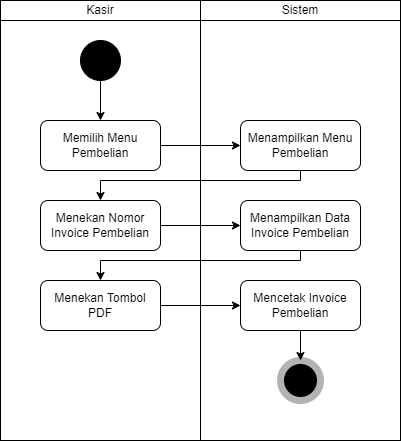 Kasir
Sistem
Memilih Menu
Pembelian
Menampilkan Menu
Pembelian
Menekan Nomor
Invoice Pembelian
Menampilkan Data
Invoice Pembelian
Menekan Tombol
PDF
Mencetak Invoice
Pembelian